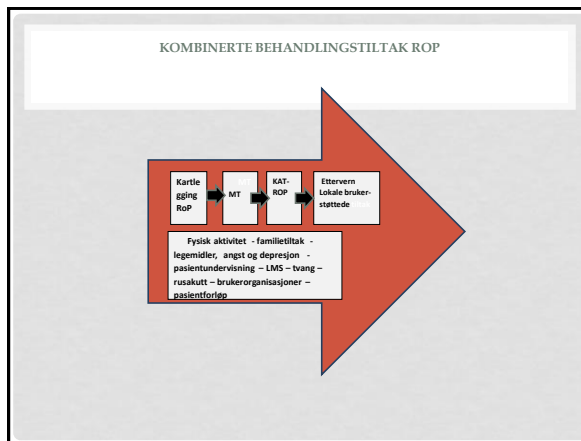 KOMBINERTE BEHANDLINGSTILTAK ROP
Kartle
gging
RoP
MT
KAT-
ROP
Ettervern
Lokale bruker-
støttede
Fysisk aktivitet - familietiltak -
legemidler, angst og depresjon -
pasientundervisning – LMS – tvang –
rusakutt – brukerorganisasjoner –
pasientforløp